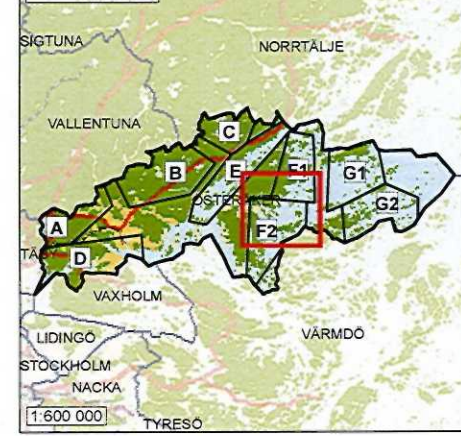 SIGTUNA
NORRTÄLJE
VALLENTUNA
C
B
E
F1
G1
ÖSTERÅKER
G2
A
F2
TÄBY
D
VAXHOLM
LIDINGÖ
VÄRMDÖ
STOCKHOLM
NACKA
1:600 000
TYRESÖ